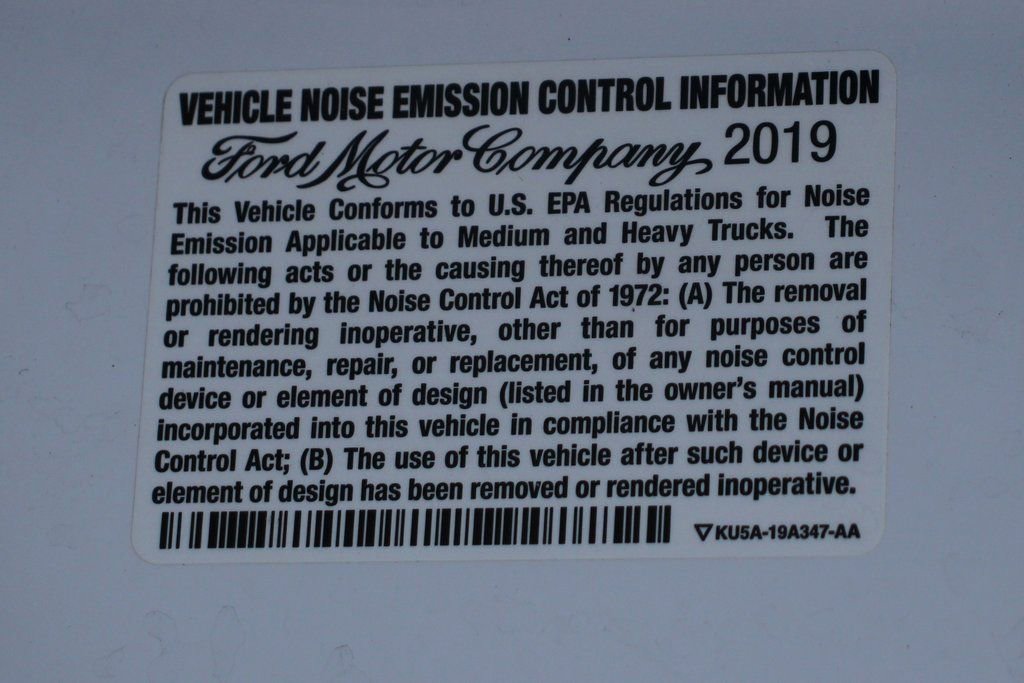 VEHICLE NOISE EMISSION CONTROL INFORMATION
Ford Motor Company 2019
This Vehicle Conforms to U.S. EPA Regulations for Noise
Emission Applicable to Medium and Heavy Trucks. The
following acts or the causing thereof by any person are
prohibited by the Noise Control Act of 1972: (A) The removal
or rendering inoperative, other than for purposes of
maintenance, repair, or replacement, of any noise control
device or element of design (listed in the owner's manual)
incorporated into this vehicle in compliance with the Noise
Control Act; (B) The use of this vehicle after such device or
element of design has been removed or rendered inoperative.
▽KU5A-19A347-AA